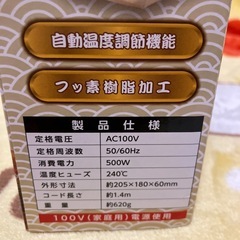 自動温度調節機能
フッ素樹脂加工
製品仕様
定格電圧 AC100V
定格周波数 50/60Hz
消費電力 500W
温度ヒューズ 240℃
外形寸法 約205×180×60mm
コード長さ 約1.4m
重量 約620g
100V(家庭用)電源使用